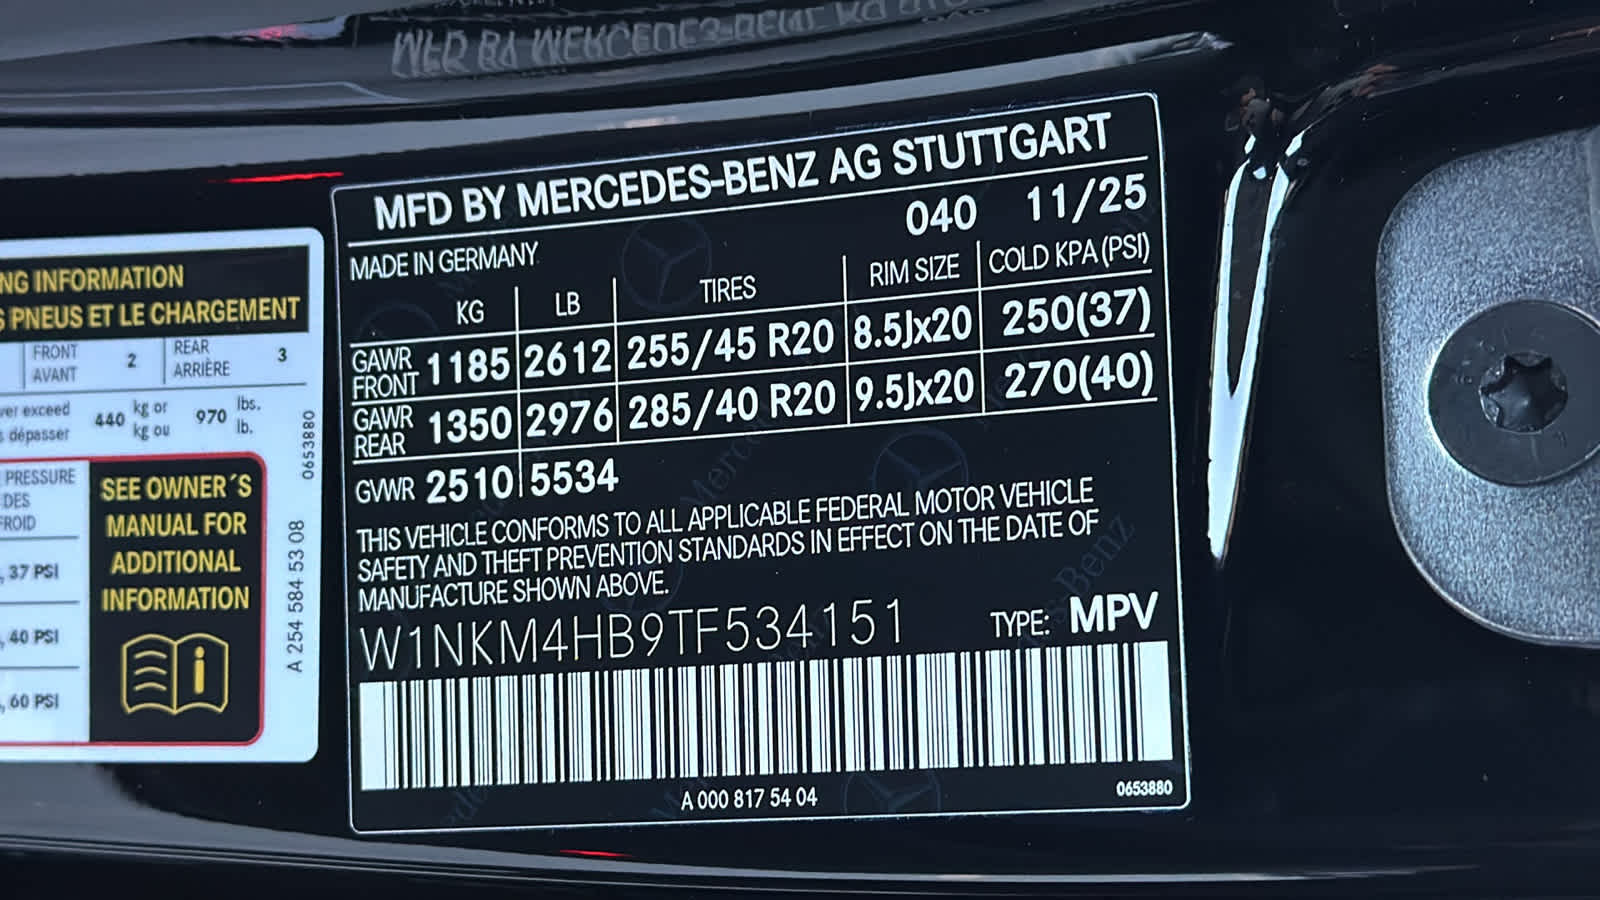 NG INFORMATION
S PNEUS ET LE CHARGEMENT
FRONT 2 REAR 3
AVANT ARRIÈRE
ver exceed 440 kg or 970 lbs.
dépasser kg ou lb.
PRESSURE
DES
FROID
, 37 PSI
, 40 PSI
, 60 PSI
SEE OWNER´S
MANUAL FOR
ADDITIONAL
INFORMATION
i
0653880
A 254 584 53 08
MFD BY MERCEDES-BENZ AG STUTTGART
040 11/25
MADE IN GERMANY
KG LB TIRES RIM SIZE COLD KPA (PSI)
GAWR FRONT 1185 2612 255/45 R20 8.5Jx20 250(37)
GAWR REAR 1350 2976 285/40 R20 9.5Jx20 270(40)
GVWR 2510 5534
THIS VEHICLE CONFORMS TO ALL APPLICABLE FEDERAL MOTOR VEHICLE
SAFETY AND THEFT PREVENTION STANDARDS IN EFFECT ON THE DATE OF
MANUFACTURE SHOWN ABOVE.
W1NKM4HB9TF534151 TYPE: MPV
A 000 817 54 04 0653880